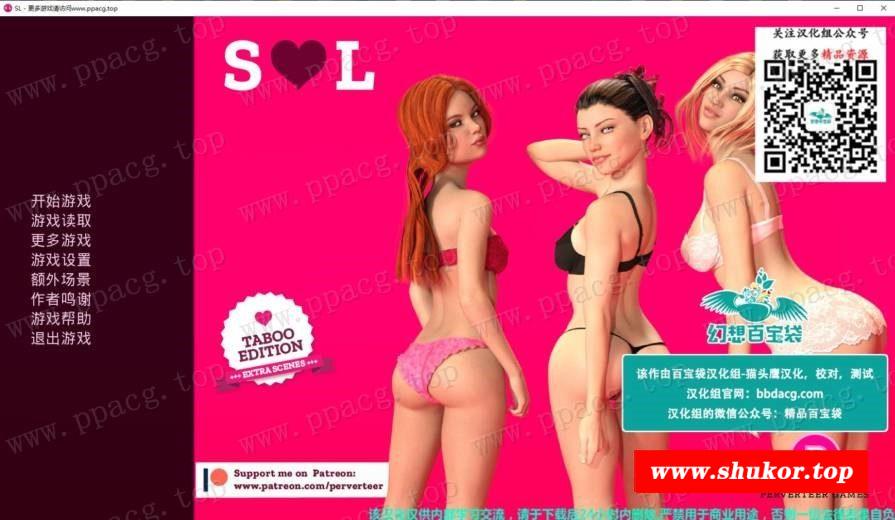 SL - 更多游戏请访问www.ppacg.top
S L
关注汉化组公众号
获取更多精品资源
开始游戏
游戏读取
更多游戏
游戏设置
额外场景
作者鸣谢
游戏帮助
退出游戏
TABOO
EDITION
EXTRA SCENES
幻想百宝袋
该作由百宝袋汉化组-猫头鹰汉化，校对，测试
汉化组官网：bbdacg.com
汉化组的微信公众号：精品百宝袋
Support me on Patreon:
www.patreon.com/perverteer
www.shukor.top
PERVERTEER GAMES
www.ppacg.top